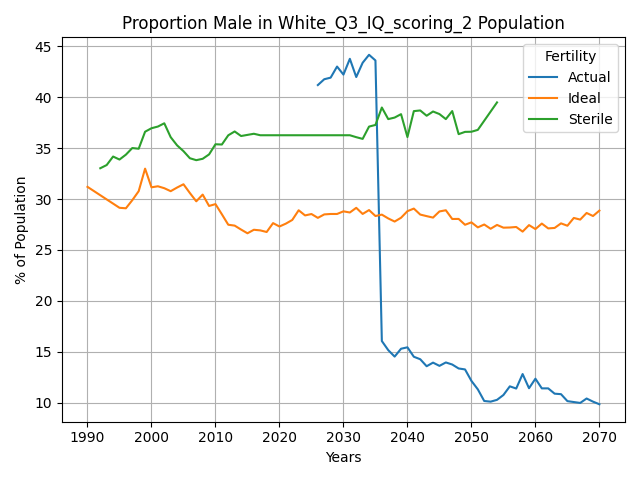 Proportion Male in White_Q3_IQ_scoring_2 Population
% of Population
45
40
35
30
25
20
15
10
Fertility
Actual
Ideal
Sterile
1990 2000 2010 2020 2030 2040 2050 2060 2070
Years